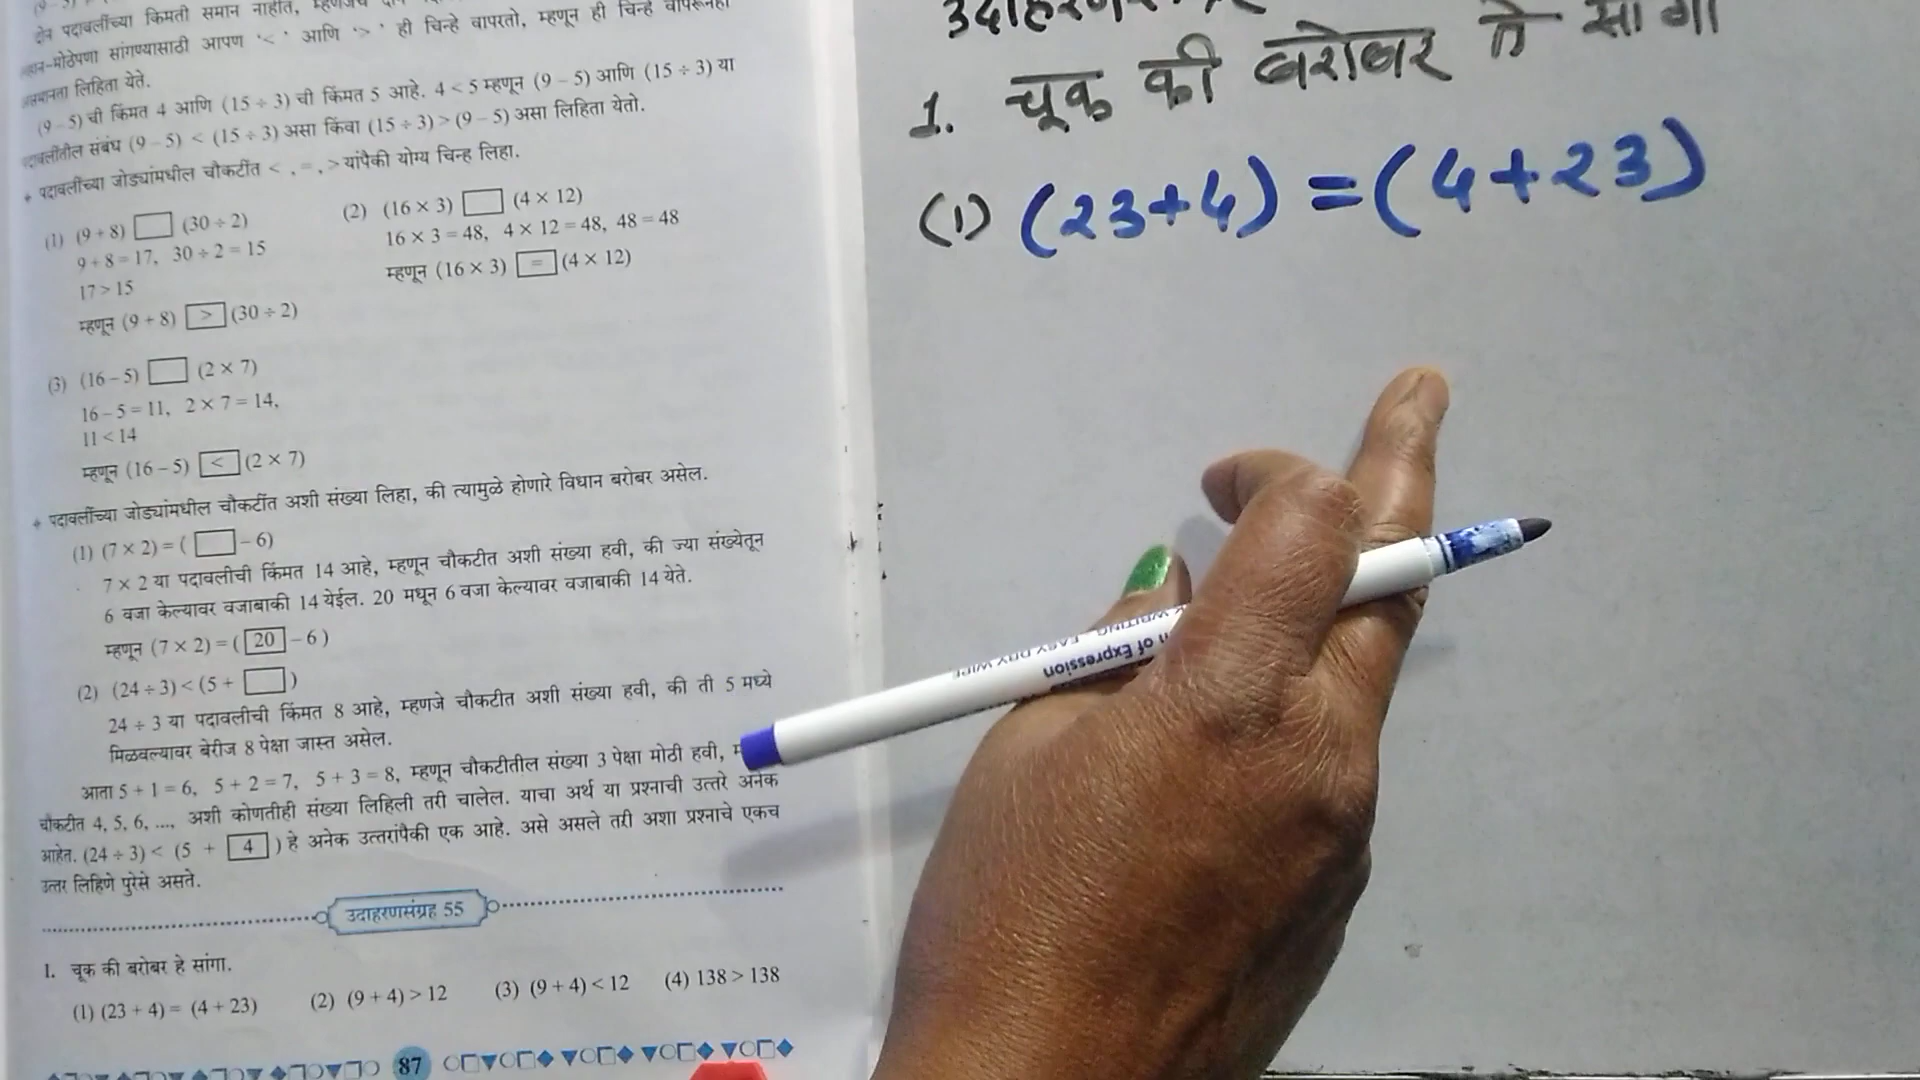 दोन पदावलींच्या किमती समान नाहीत,
लहान-मोठेपणा सांगण्यासाठी आपण '<' आणि '>' ही चिन्हे वापरतो, म्हणून ही चिन्हे वापरूनही
असमानता लिहिता येते.
(9 – 5) ची किंमत 4 आणि (15 ÷ 3) ची किंमत 5 आहे. 4 < 5 म्हणून (9 – 5) आणि (15 ÷ 3) या
पदावलींतील संबंध (9 – 5) < (15 ÷ 3) असा किंवा (15 ÷ 3) > (9 – 5) असा लिहिता येतो.
+ पदावलींच्या जोड्यांमधील चौकटींत < , = , > यांपैकी योग्य चिन्ह लिहा.
(1) (9 + 8) □ (30 ÷ 2)
9 + 8 = 17, 30 ÷ 2 = 15
17 > 15
म्हणून (9 + 8) > (30 ÷ 2)
(2) (16 × 3) □ (4 × 12)
16 × 3 = 48, 4 × 12 = 48, 48 = 48
म्हणून (16 × 3) = (4 × 12)
(3) (16 – 5) □ (2 × 7)
16 – 5 = 11, 2 × 7 = 14,
11 < 14
म्हणून (16 – 5) < (2 × 7)
+ पदावलींच्या जोड्यांमधील चौकटींत अशी संख्या लिहा, की त्यामुळे होणारे विधान बरोबर असेल.
(1) (7 × 2) = ( □ – 6)
7 × 2 या पदावलीची किंमत 14 आहे, म्हणून चौकटीत अशी संख्या हवी, की ज्या संख्येतून
6 वजा केल्यावर वजाबाकी 14 येईल. 20 मधून 6 वजा केल्यावर वजाबाकी 14 येते.
म्हणून (7 × 2) = ( 20 – 6 )
(2) (24 ÷ 3) < (5 + □ )
24 ÷ 3 या पदावलीची किंमत 8 आहे, म्हणजे चौकटीत अशी संख्या हवी, की ती 5 मध्ये
मिळवल्यावर बेरीज 8 पेक्षा जास्त असेल.
आता 5 + 1 = 6, 5 + 2 = 7, 5 + 3 = 8, म्हणून चौकटीतील संख्या 3 पेक्षा मोठी हवी,
चौकटीत 4, 5, 6, ...., अशी कोणतीही संख्या लिहिली तरी चालेल. याचा अर्थ या प्रश्नाची उत्तरे अनेक
आहेत. (24 ÷ 3) < (5 + 4 ) हे अनेक उत्तरांपैकी एक आहे. असे असले तरी अशा प्रश्नाचे एकच
उत्तर लिहिणे पुरेसे असते.
उदाहरणसंग्रह 55
1. चूक की बरोबर हे सांगा.
(1) (23 + 4) = (4 + 23) (2) (9 + 4) > 12 (3) (9 + 4) < 12 (4) 138 > 138
87
1. चूक की बरोबर ते सांगा
(1) (23+4) = (4+23)
of Expression
WRITING EASY DRY WIPE